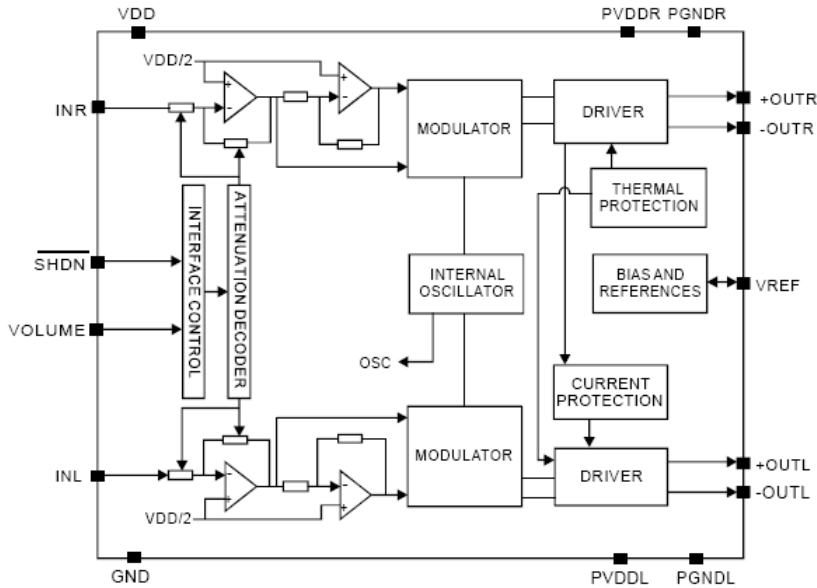 VDD
PVDDR
PGNDR
VDD/2
INR
MODULATOR
DRIVER
+OUTR
-OUTR
THERMAL
PROTECTION
INTERFACE CONTROL
ATTENUATION DECODER
SHDN
VOLUME
INTERNAL
OSCILLATOR
BIAS AND
REFERENCES
VREF
OSC
CURRENT
PROTECTION
INL
MODULATOR
DRIVER
+OUTL
-OUTL
VDD/2
GND
PVDDL
PGNDL